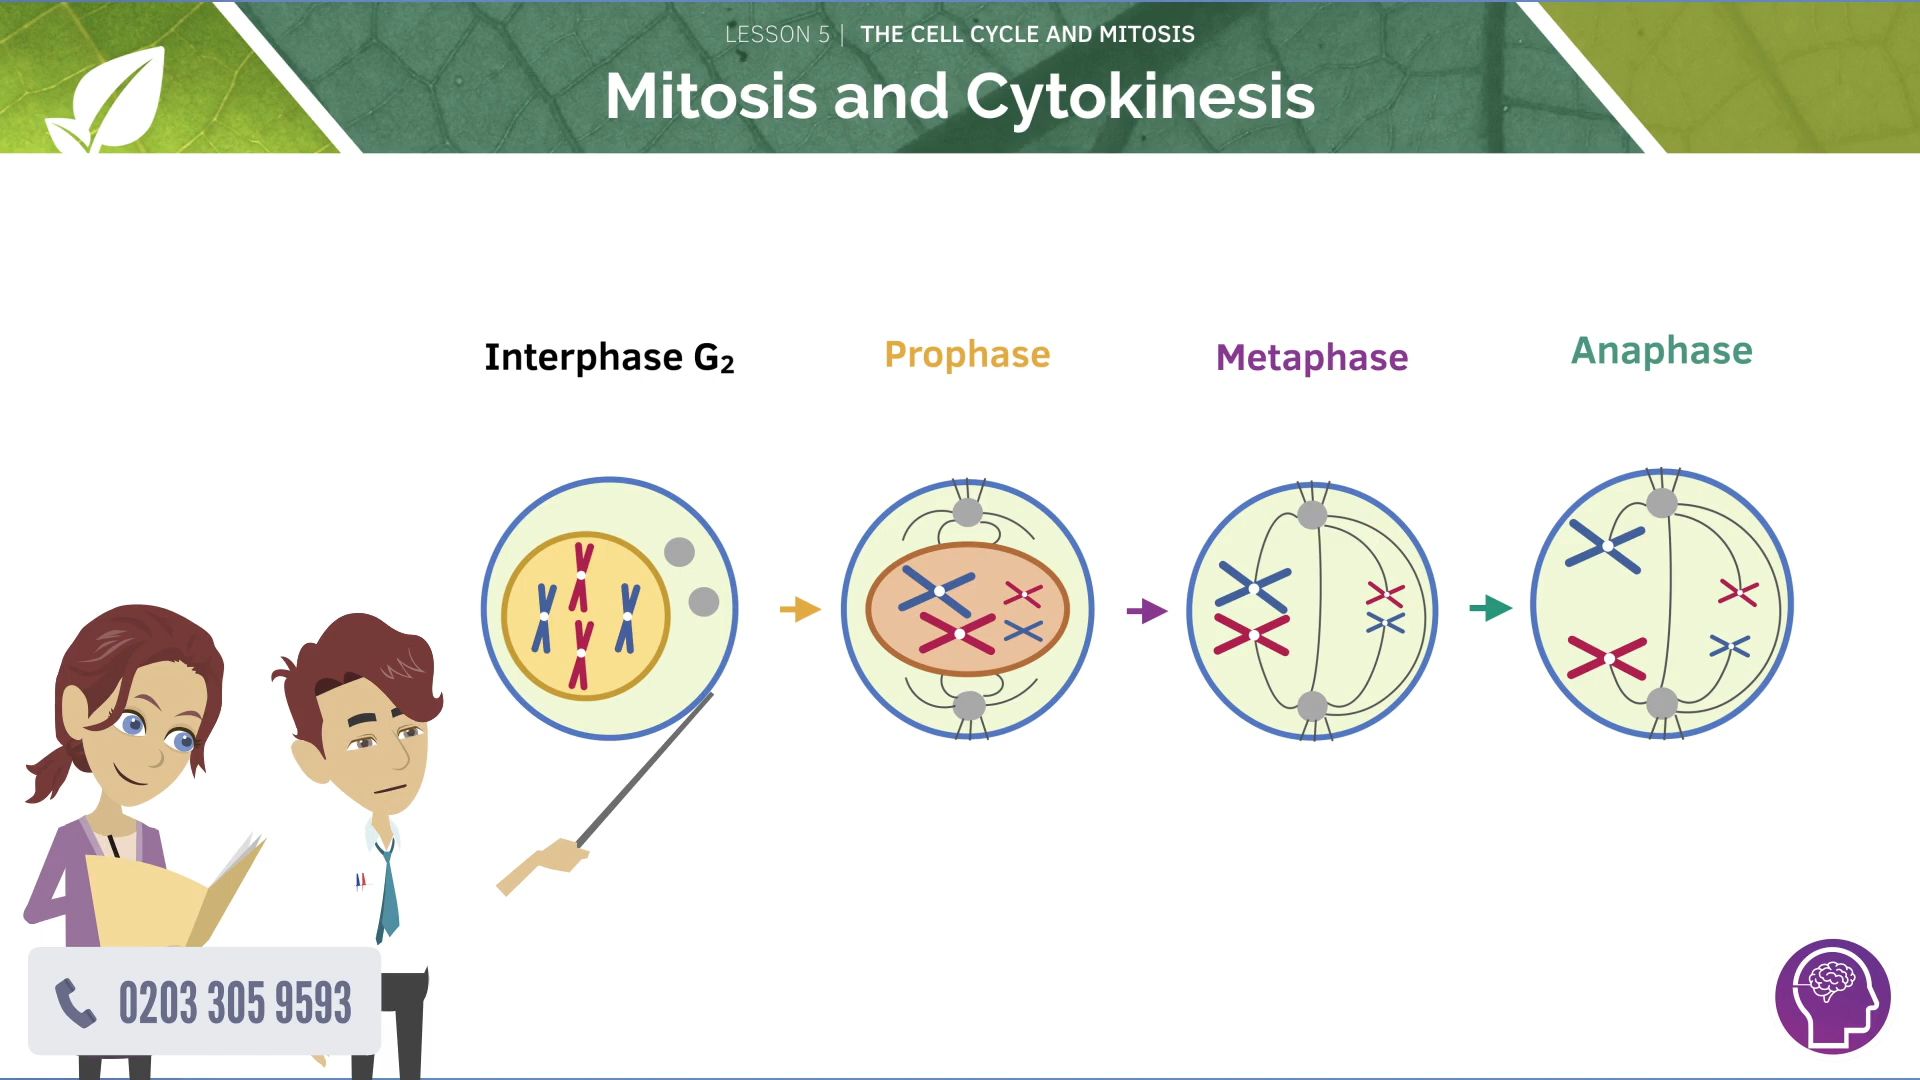 LESSON 5 | THE CELL CYCLE AND MITOSIS
Mitosis and Cytokinesis
Interphase G₂
Prophase
Metaphase
Anaphase
0203 305 9593